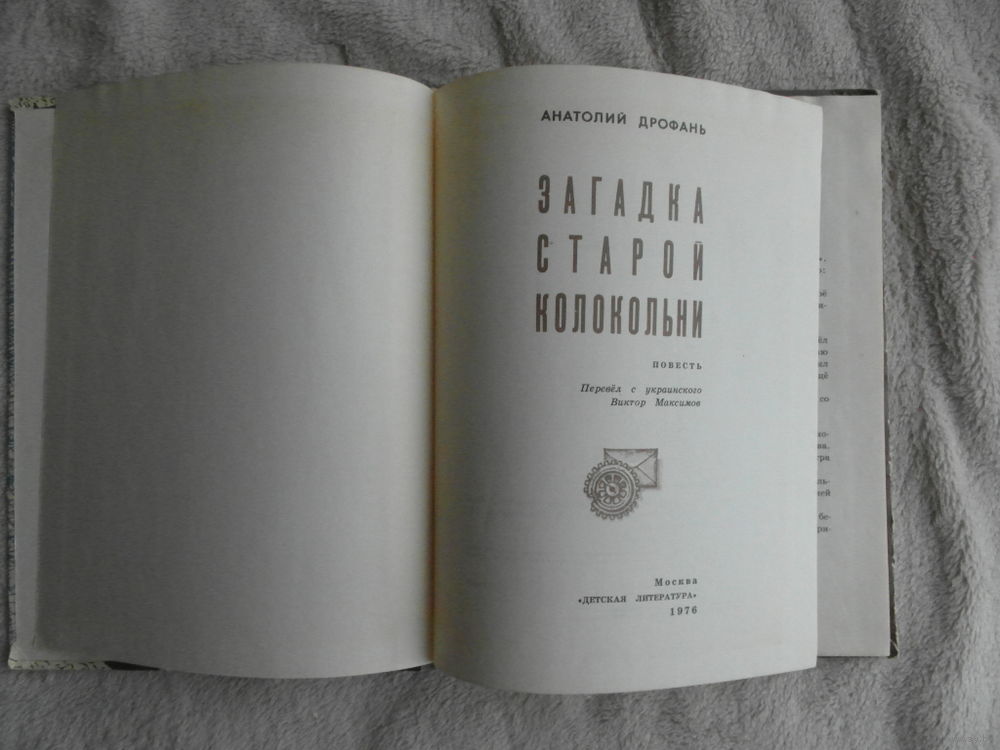 АНАТОЛИЙ ДРОФАНЬ
ЗАГАДКА
СТАРОЙ
КОЛОКОЛЬНИ
ПОВЕСТЬ
Перевёл с украинского
Виктор Максимов
Москва
«ДЕТСКАЯ ЛИТЕРАТУРА»
1976